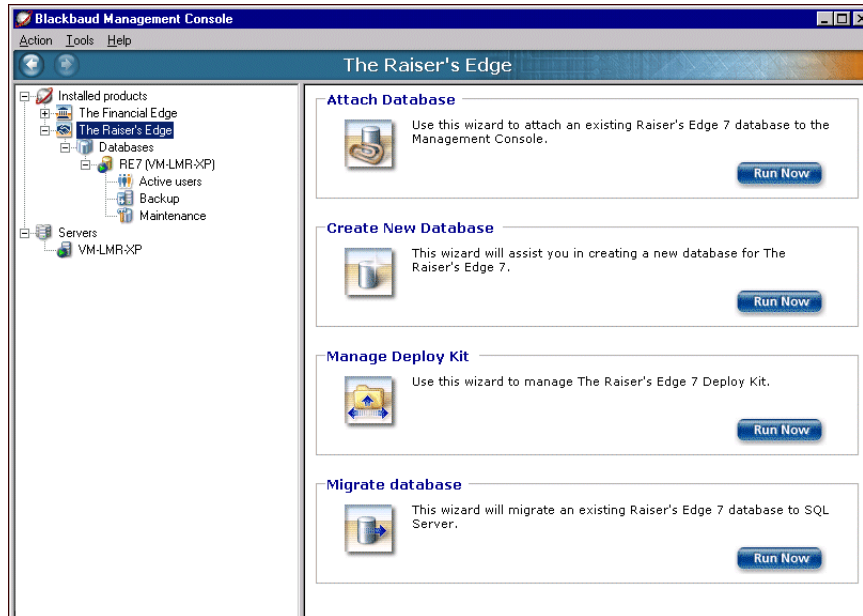 Blackbaud Management Console
Action Tools Help
The Raiser's Edge
Installed products
The Financial Edge
The Raiser's Edge
Databases
RE7 (VM-LMR-XP)
Active users
Backup
Maintenance
Servers
VM-LMR-XP
Attach Database
Use this wizard to attach an existing Raiser's Edge 7 database to the
Management Console.
Run Now
Create New Database
This wizard will assist you in creating a new database for The
Raiser's Edge 7.
Run Now
Manage Deploy Kit
Use this wizard to manage The Raiser's Edge 7 Deploy Kit.
Run Now
Migrate database
This wizard will migrate an existing Raiser's Edge 7 database to SQL
Server.
Run Now